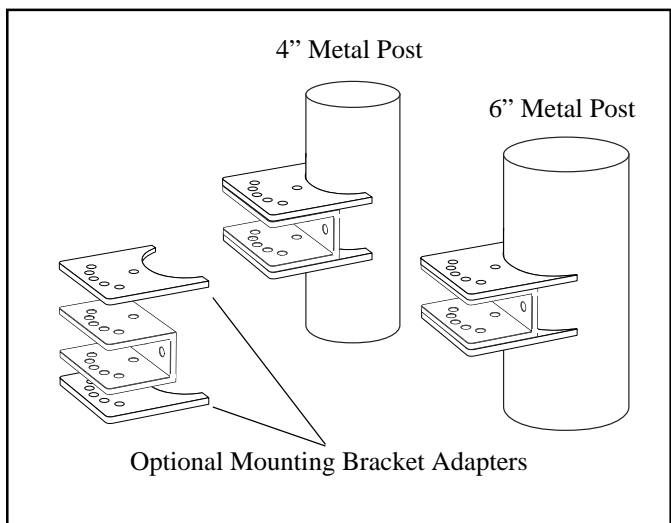 4” Metal Post
6” Metal Post
Optional Mounting Bracket Adapters